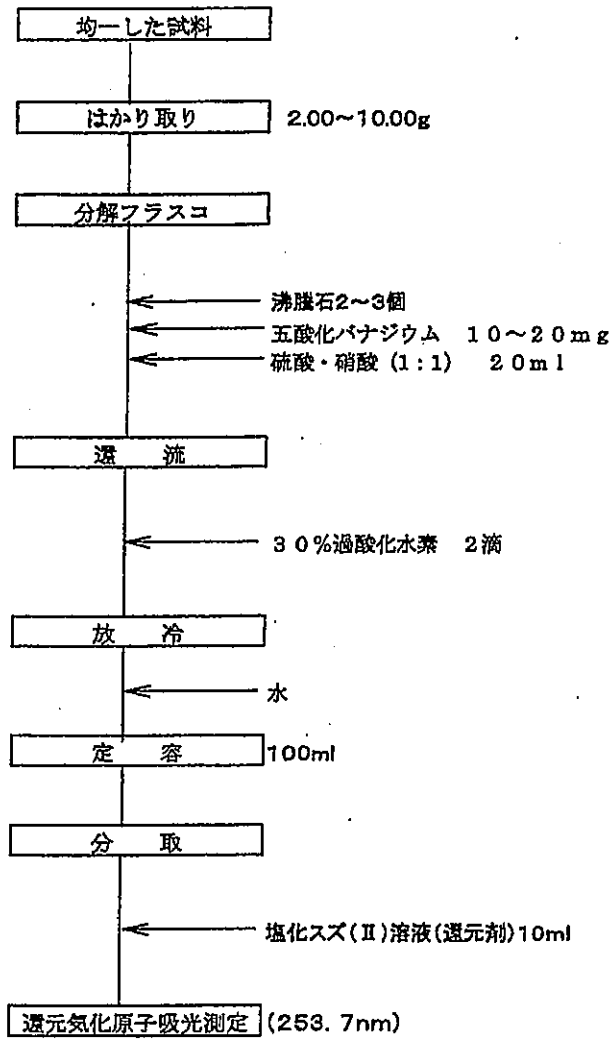 均一した試料
はかり取り 2.00～10.00g
分解フラスコ
沸騰石2～3個
五酸化バナジウム １０～２０ｍｇ
硫酸・硝酸（1：1） ２０ｍｌ
還 流
３０％過酸化水素 ２滴
放 冷
水
定 容 100ml
分 取
塩化スズ(Ⅱ)溶液(還元剤)10ml
還元気化原子吸光測定 (253.7nm)